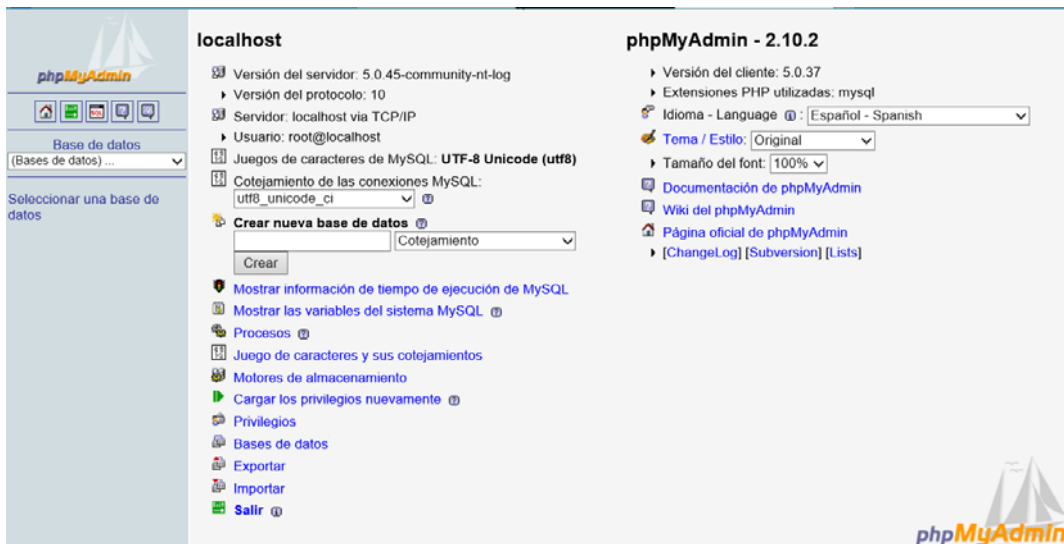 phpMyAdmin
Base de datos
(Bases de datos) ...
Seleccionar una base de
datos
localhost
Versión del servidor: 5.0.45-community-nt-log
Versión del protocolo: 10
Servidor: localhost via TCP/IP
Usuario: root@localhost
Juegos de caracteres de MySQL: UTF-8 Unicode (utf8)
Cotejamiento de las conexiones MySQL:
utf8_unicode_ci
Crear nueva base de datos
Cotejamiento
Crear
Mostrar información de tiempo de ejecución de MySQL
Mostrar las variables del sistema MySQL
Procesos
Juego de caracteres y sus cotejamientos
Motores de almacenamiento
Cargar los privilegios nuevamente
Privilegios
Bases de datos
Exportar
Importar
Salir
phpMyAdmin - 2.10.2
Versión del cliente: 5.0.37
Extensiones PHP utilizadas: mysql
Idioma - Language : Español - Spanish
Tema / Estilo: Original
Tamaño del font: 100%
Documentación de phpMyAdmin
Wiki del phpMyAdmin
Página oficial de phpMyAdmin
[ChangeLog] [Subversion] [Lists]
phpMyAdmin